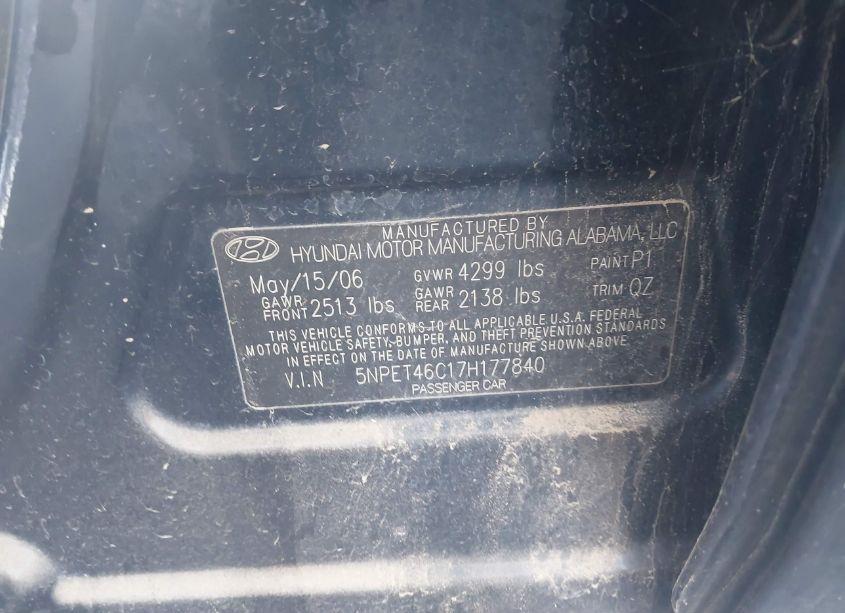 MANUFACTURED BY
HYUNDAI MOTOR MANUFACTURING ALABAMA, LLC
May/15/06 GVWR 4299 lbs PAINT P1
GAWR FRONT 2513 lbs GAWR REAR 2138 lbs TRIM QZ
THIS VEHICLE CONFORMS TO ALL APPLICABLE U.S.A. FEDERAL
MOTOR VEHICLE SAFETY, BUMPER, AND THEFT PREVENTION STANDARDS
IN EFFECT ON THE DATE OF MANUFACTURE SHOWN ABOVE
V.I.N 5NPET46C17H177840
PASSENGER CAR